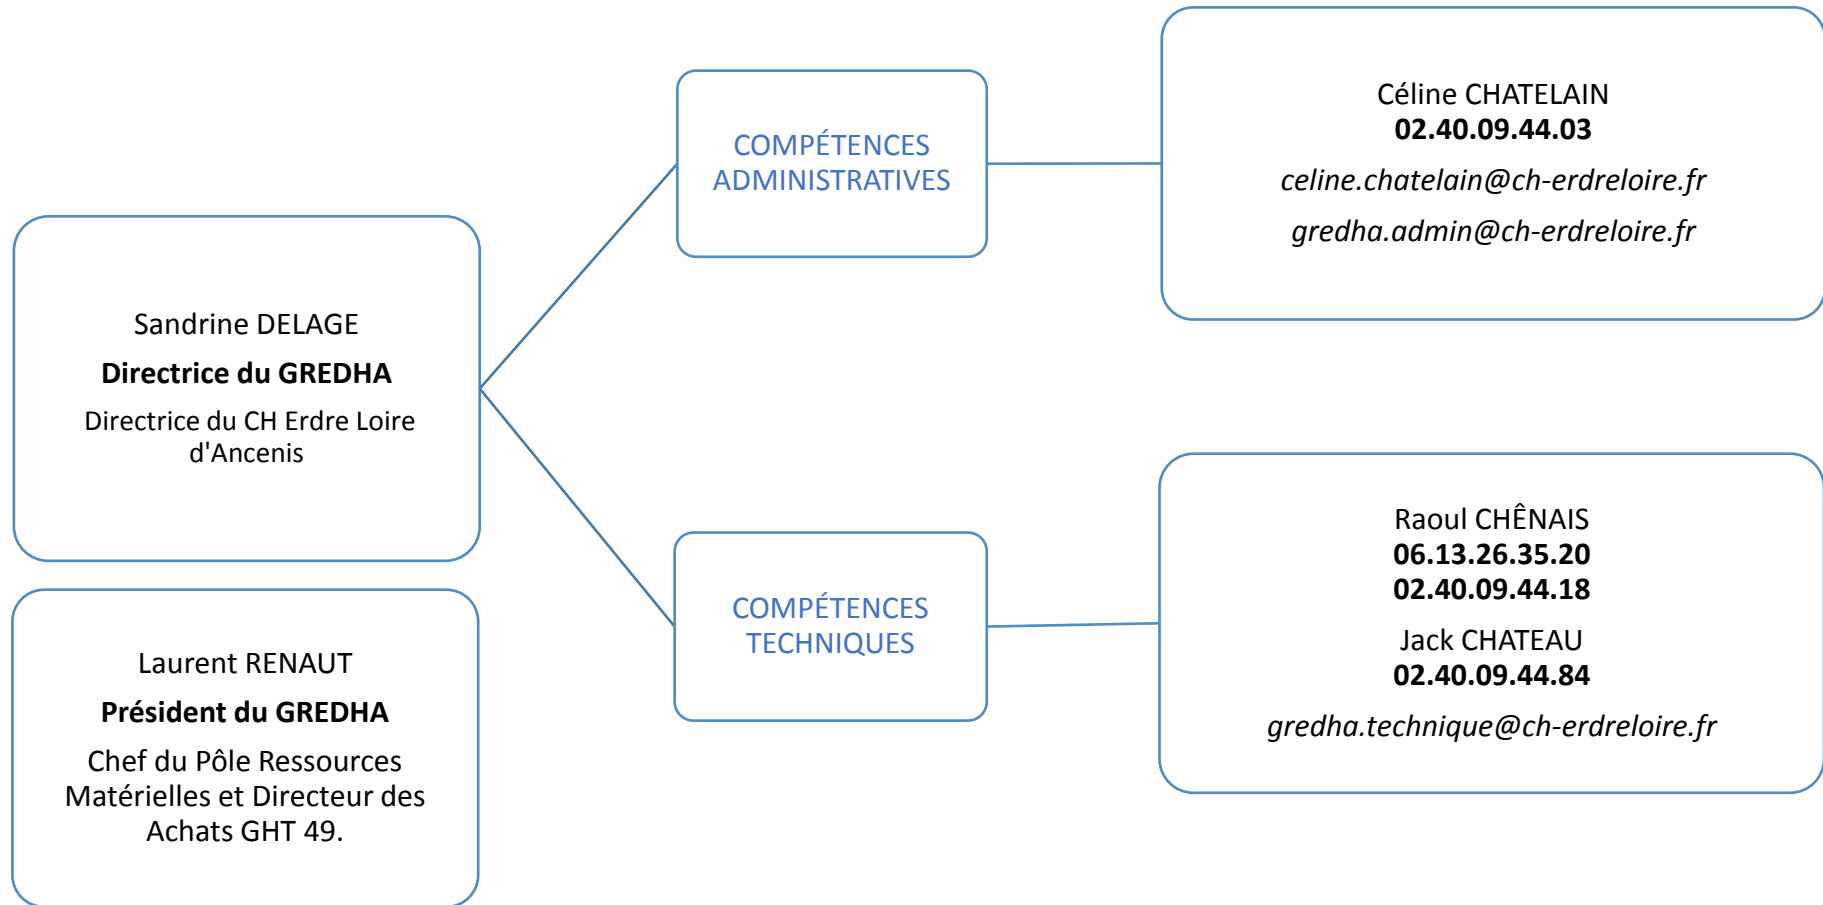 Sandrine DELAGE
Directrice du GREDHA
Directrice du CH Erdre Loire
d'Ancenis
Laurent RENAUT
Président du GREDHA
Chef du Pôle Ressources
Matérielles et Directeur des
Achats GHT 49.
COMPÉTENCES
ADMINISTRATIVES
Céline CHATELAIN
02.40.09.44.03
celine.chatelain@ch-erdreloire.fr
gredha.admin@ch-erdreloire.fr
COMPÉTENCES
TECHNIQUES
Raoul CHÊNAIS
06.13.26.35.20
02.40.09.44.18
Jack CHATEAU
02.40.09.44.84
gredha.technique@ch-erdreloire.fr